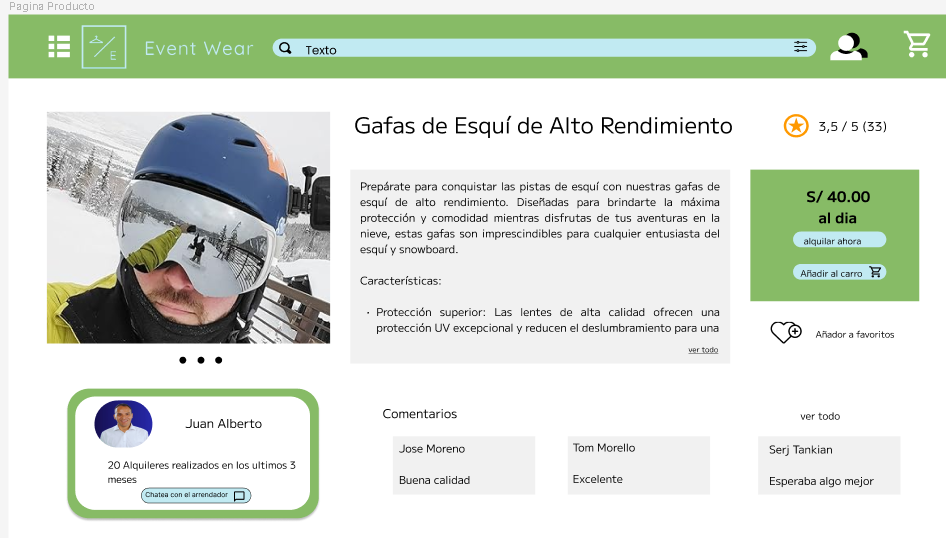 Pagina Producto
E
Event Wear
Texto
Gafas de Esquí de Alto Rendimiento
3,5 / 5 (33)
Prepárate para conquistar las pistas de esquí con nuestras gafas de
esquí de alto rendimiento. Diseñadas para brindarte la máxima
protección y comodidad mientras disfrutas de tus aventuras en la
nieve, estas gafas son imprescindibles para cualquier entusiasta del
esquí y snowboard.
Características:
· Protección superior: Las lentes de alta calidad ofrecen una
protección UV excepcional y reducen el deslumbramiento para una
ver todo
S/ 40.00
al dia
alquilar ahora
Añadir al carro
Añador a favoritos
Juan Alberto
20 Alquileres realizados en los ultimos 3
meses
Chatea con el arrendador
Comentarios
ver todo
Jose Moreno
Buena calidad
Tom Morello
Excelente
Serj Tankian
Esperaba algo mejor